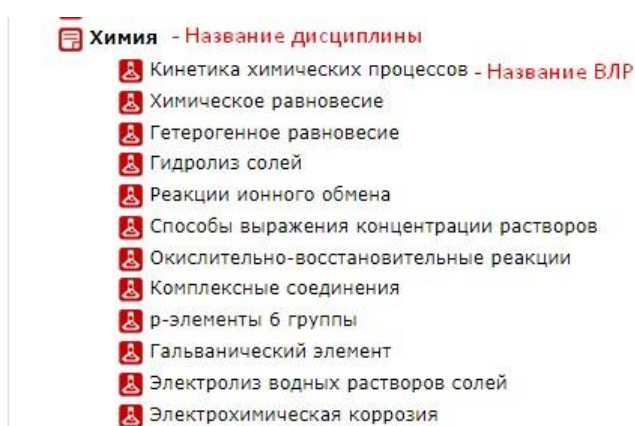 Химия - Название дисциплины
Кинетика химических процессов - Название ВЛР
Химическое равновесие
Гетерогенное равновесие
Гидролиз солей
Реакции ионного обмена
Способы выражения концентрации растворов
Окислительно-восстановительные реакции
Комплексные соединения
р-элементы 6 группы
Гальванический элемент
Электролиз водных растворов солей
Электрохимическая коррозия